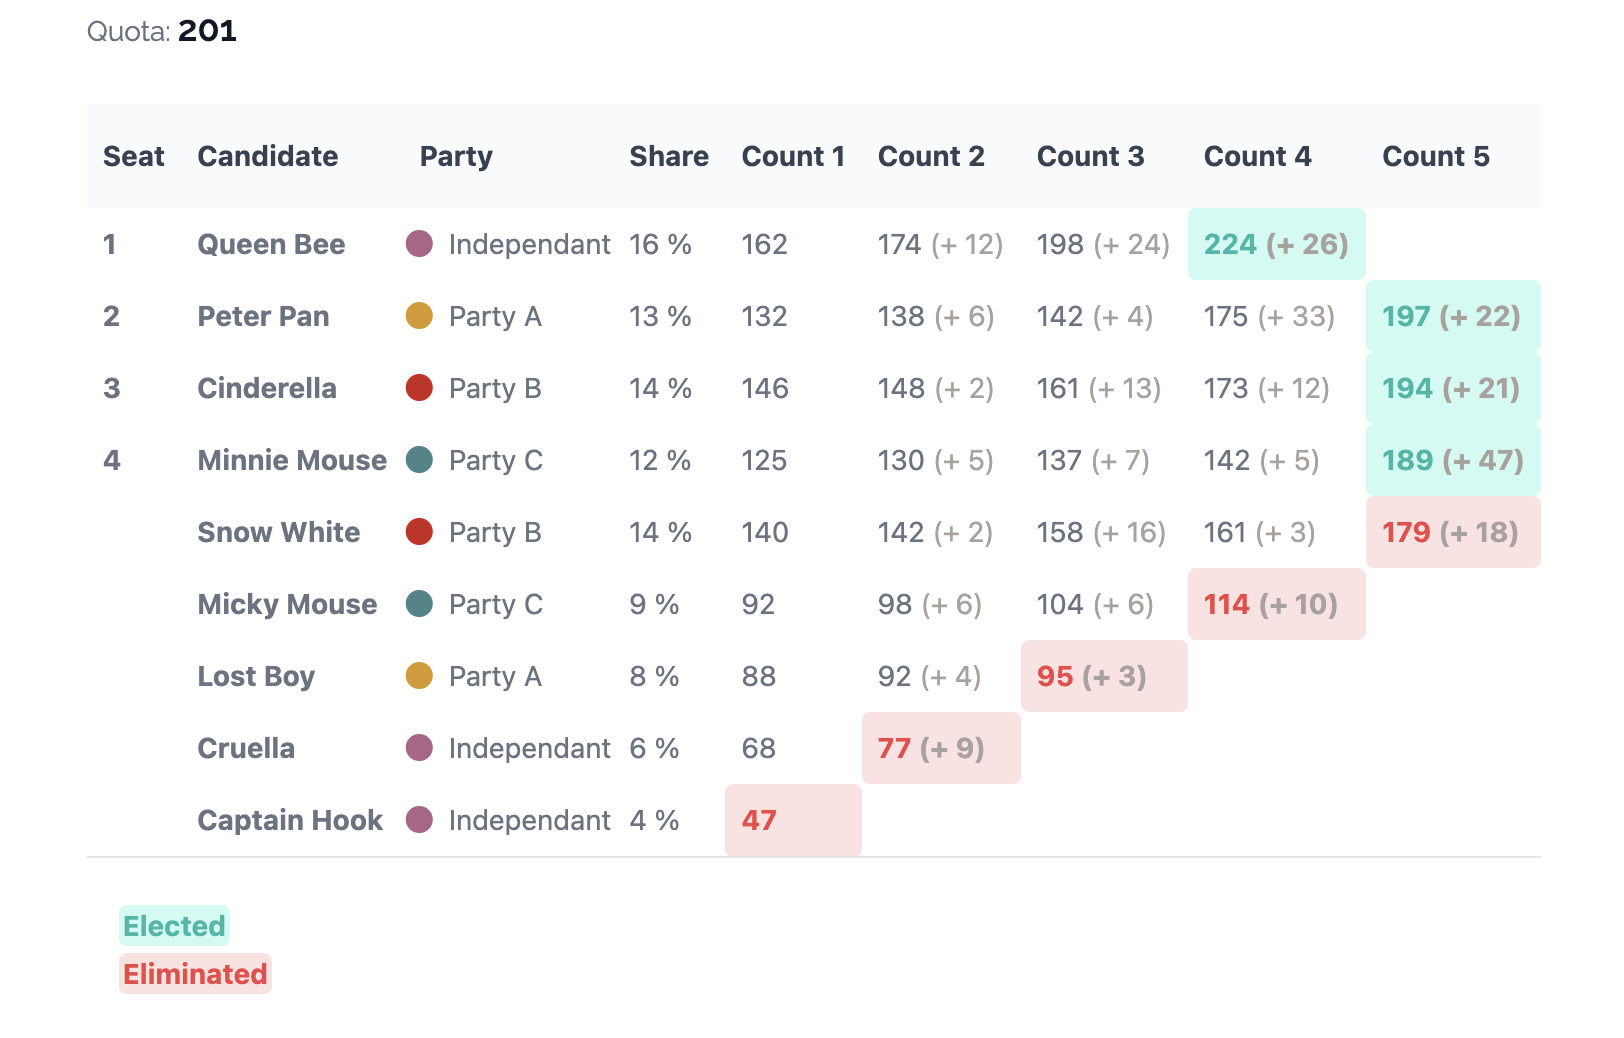 Quota: 201
Seat Candidate Party Share Count 1 Count 2 Count 3 Count 4 Count 5
1 Queen Bee Independant 16 % 162 174 (+ 12) 198 (+ 24) 224 (+ 26)
2 Peter Pan Party A 13 % 132 138 (+ 6) 142 (+ 4) 175 (+ 33) 197 (+ 22)
3 Cinderella Party B 14 % 146 148 (+ 2) 161 (+ 13) 173 (+ 12) 194 (+ 21)
4 Minnie Mouse Party C 12 % 125 130 (+ 5) 137 (+ 7) 142 (+ 5) 189 (+ 47)
Snow White Party B 14 % 140 142 (+ 2) 158 (+ 16) 161 (+ 3) 179 (+ 18)
Micky Mouse Party C 9 % 92 98 (+ 6) 104 (+ 6) 114 (+ 10)
Lost Boy Party A 8 % 88 92 (+ 4) 95 (+ 3)
Cruella Independant 6 % 68 77 (+ 9)
Captain Hook Independant 4 % 47
Elected
Eliminated